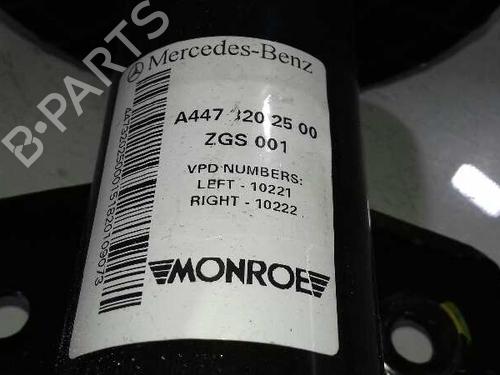 Mercedes-Benz
A447 320 25 00
ZGS 001
VPD NUMBERS:
LEFT - 10221
RIGHT - 10222
MONROE
B-PARTS